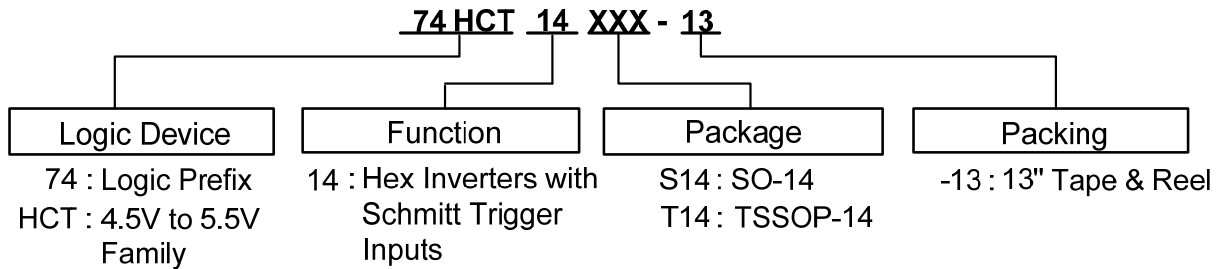 74 HCT 14 XXX - 13
Logic Device
Function
Package
Packing
74 : Logic Prefix
HCT : 4.5V to 5.5V
Family
14 : Hex Inverters with
Schmitt Trigger
Inputs
S14 : SO-14
T14 : TSSOP-14
-13 : 13" Tape & Reel